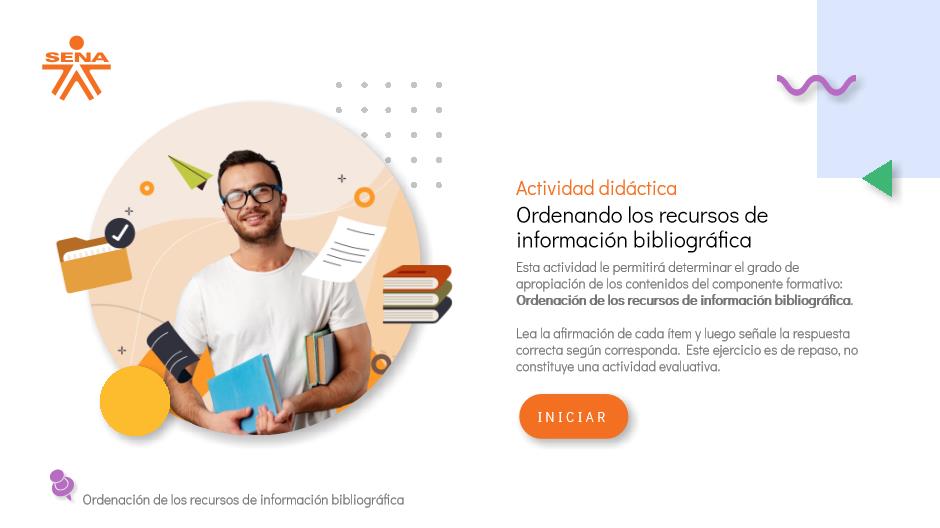 SENA
Actividad didáctica
Ordenando los recursos de
información bibliográfica
Esta actividad le permitirá determinar el grado de
apropiación de los contenidos del componente formativo:
Ordenación de los recursos de información bibliográfica.
Lea la afirmación de cada ítem y luego señale la respuesta
correcta según corresponda. Este ejercicio es de repaso, no
constituye una actividad evaluativa.
INICIAR
Ordenación de los recursos de información bibliográfica